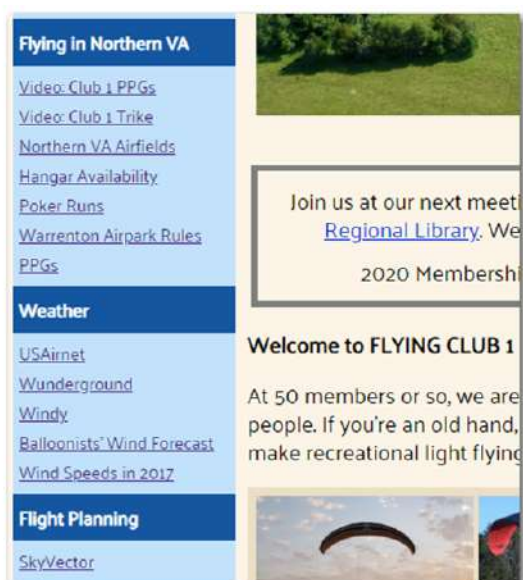 Flying in Northern VA
Video: Club 1 PPGs
Video: Club 1 Trike
Northern VA Airfields
Hangar Availability
Poker Runs
Warrenton Airpark Rules
PPGs
Weather
USAirnet
Wunderground
Windy
Balloonists' Wind Forecast
Wind Speeds in 2017
Flight Planning
SkyVector
Join us at our next meeti
Regional Library. We
2020 Membershi
Welcome to FLYING CLUB 1
At 50 members or so, we are
people. If you're an old hand,
make recreational light flying